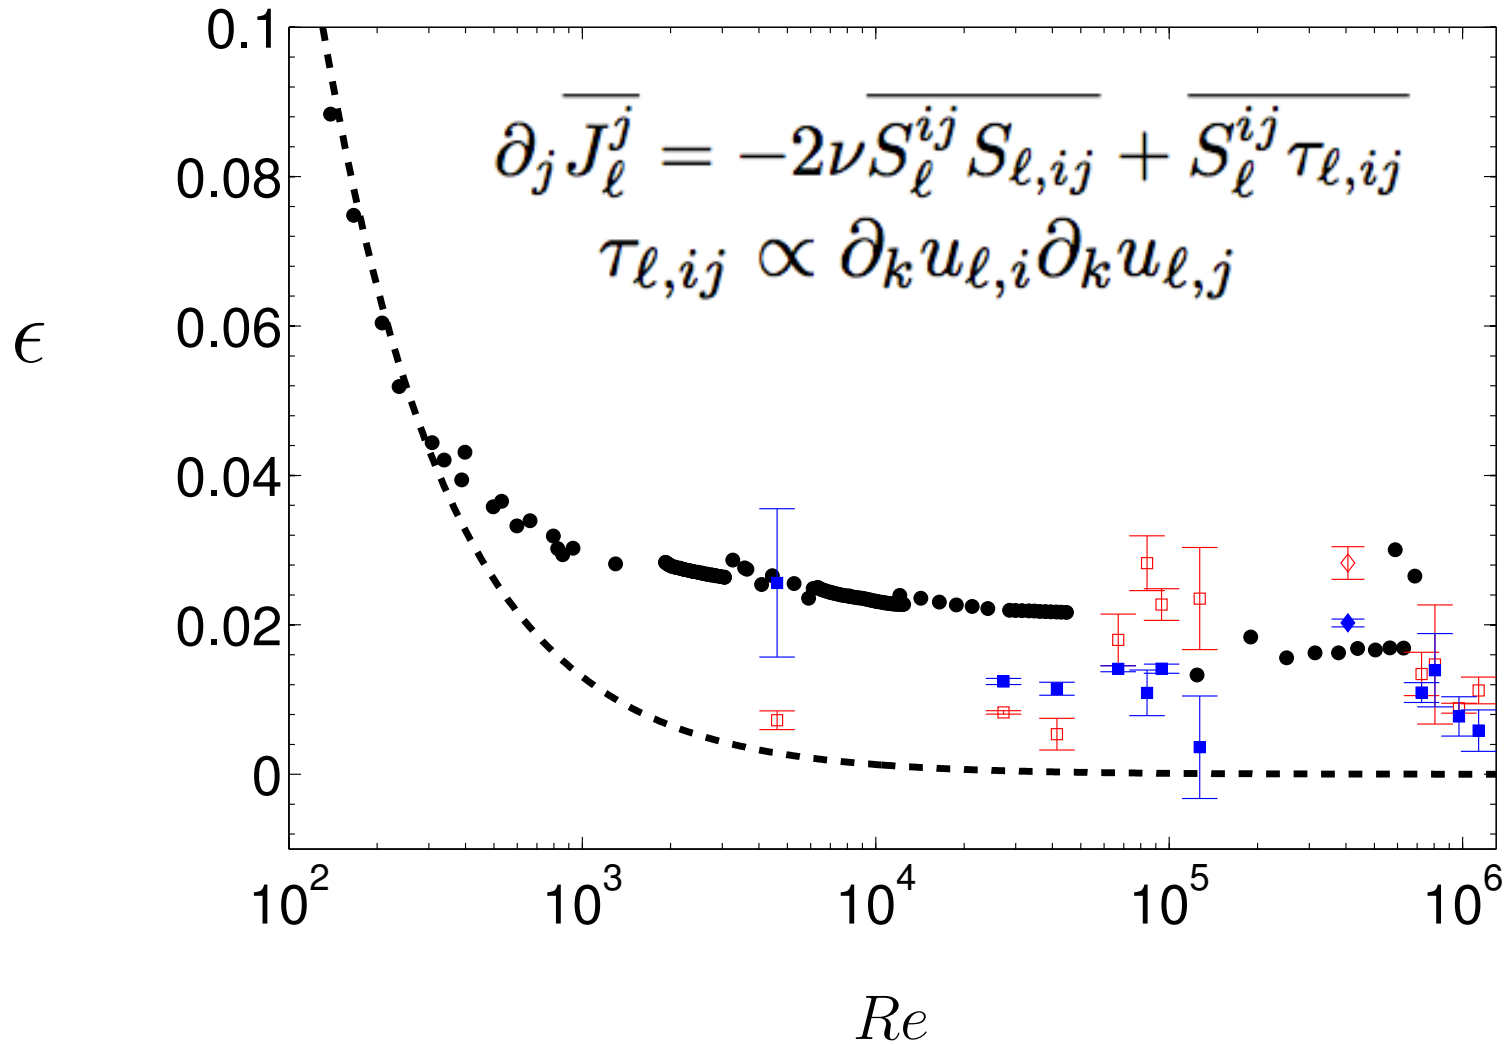 0.1
∂_j \overline{J_ℓ^j} = −2ν \overline{S_ℓ^{ij} S_{ℓ,ij}} + \overline{S_ℓ^{ij} τ_{ℓ,ij}}
0.08
τ_{ℓ,ij} ∝ ∂_k u_{ℓ,i} ∂_k u_{ℓ,j}
0.06
ϵ
0.04
0.02
0
10^2 10^3 10^4 10^5 10^6
Re